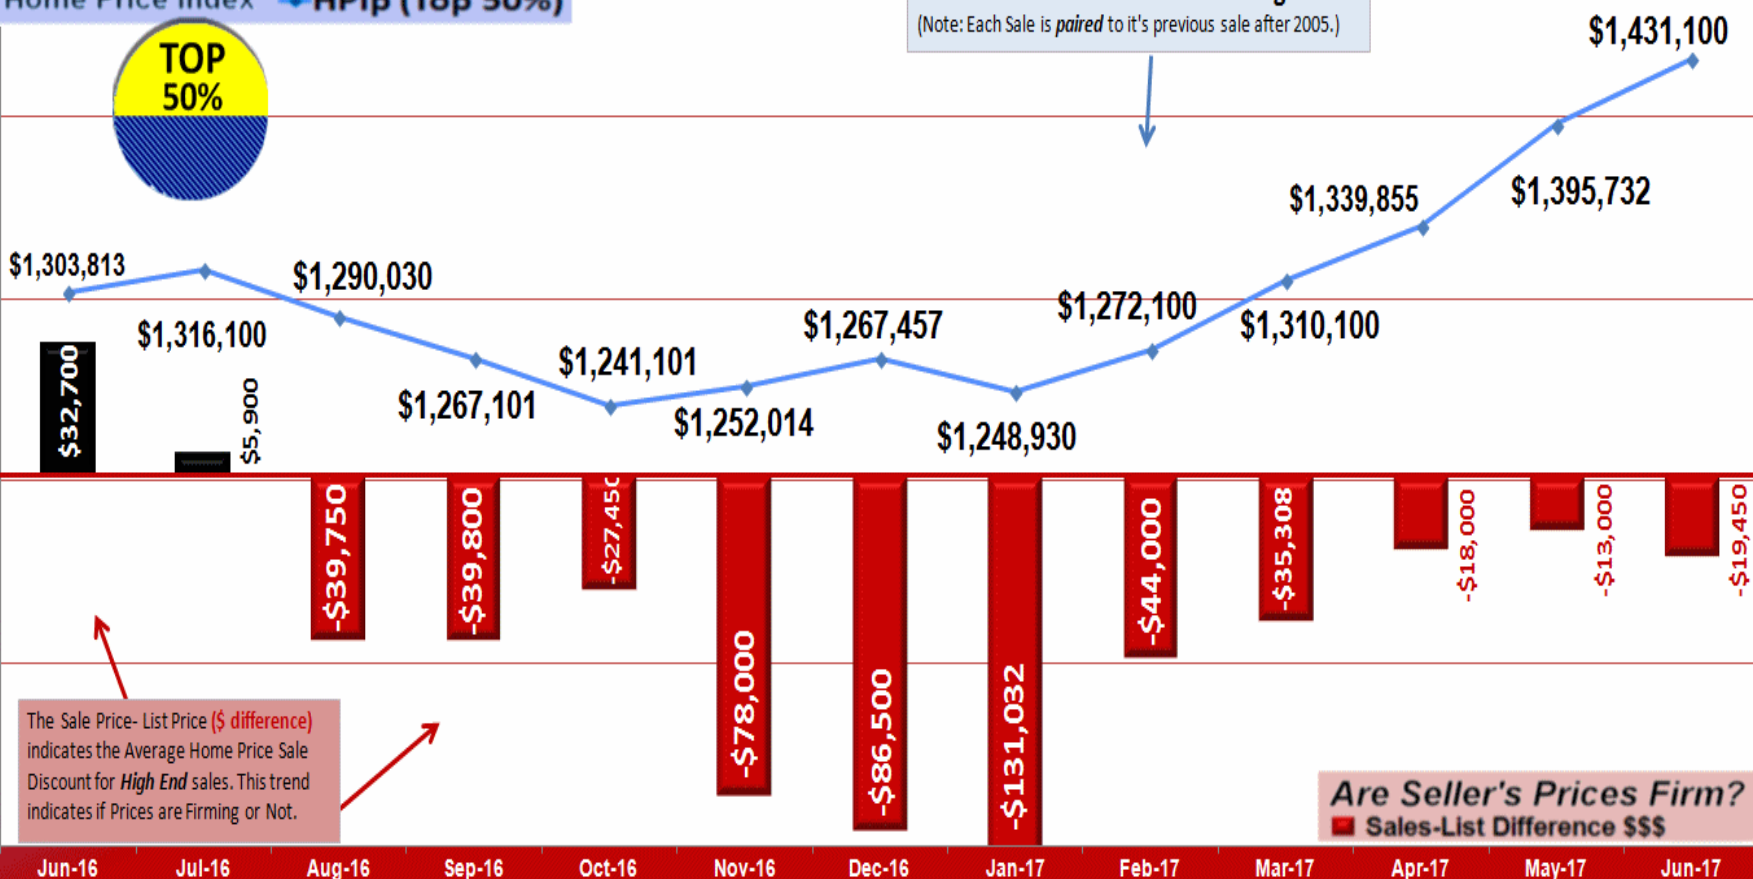 Home Price Index HPIp (Top 50%)
(Note: Each Sale is paired to it's previous sale after 2005.)
TOP
50%
$1,303,813
$1,316,100
$1,290,030
$1,267,101
$1,241,101
$1,252,014
$1,267,457
$1,248,930
$1,272,100
$1,310,100
$1,339,855
$1,395,732
$1,431,100
$32,700
$5,900
-$39,750
-$39,800
-$27,450
-$78,000
-$86,500
-$131,032
-$44,000
-$35,308
-$18,000
-$13,000
-$19,450
The Sale Price- List Price ($ difference)
indicates the Average Home Price Sale
Discount for High End sales. This trend
indicates if Prices are Firming or Not.
Are Seller's Prices Firm?
Sales-List Difference $$$
Jun-16 Jul-16 Aug-16 Sep-16 Oct-16 Nov-16 Dec-16 Jan-17 Feb-17 Mar-17 Apr-17 May-17 Jun-17